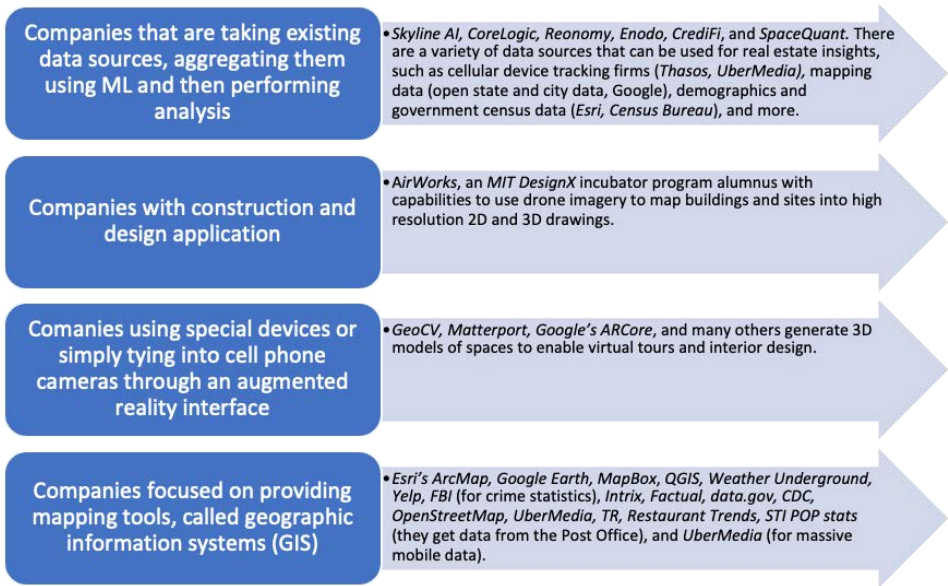 Companies that are taking existing
data sources, aggregating them
using ML and then performing
analysis
•Skyline AI, CoreLogic, Reonomy, Enodo, CrediFi, and SpaceQuant. There
are a variety of data sources that can be used for real estate insights,
such as cellular device tracking firms (Thasos, UberMedia), mapping
data (open state and city data, Google), demographics and
government census data (Esri, Census Bureau), and more.
Companies with construction and
design application
•AirWorks, an MIT DesignX incubator program alumnus with
capabilities to use drone imagery to map buildings and sites into high
resolution 2D and 3D drawings.
Comanies using special devices or
simply tying into cell phone
cameras through an augmented
reality interface
•GeoCV, Matterport, Google's ARCore, and many others generate 3D
models of spaces to enable virtual tours and interior design.
Companies focused on providing
mapping tools, called geographic
information systems (GIS)
•Esri's ArcMap, Google Earth, MapBox, QGIS, Weather Underground,
Yelp, FBI (for crime statistics), Intrix, Factual, data.gov, CDC,
OpenStreetMap, UberMedia, TR, Restaurant Trends, STI POP stats
(they get data from the Post Office), and UberMedia (for massive
mobile data).